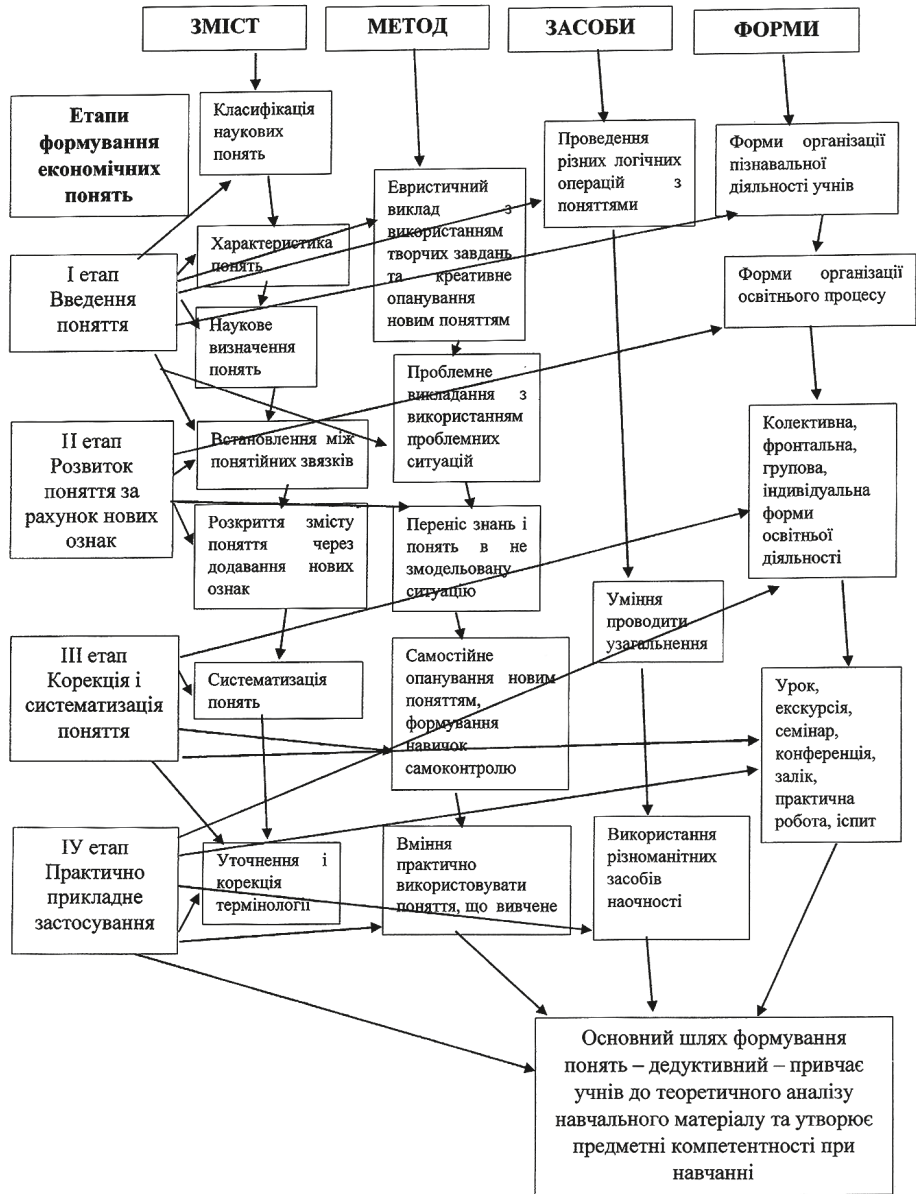 ЗМІСТ
МЕТОД
ЗАСОБИ
ФОРМИ
Етапи
формування
економічних
понять
І етап
Введення
поняття
ІІ етап
Розвиток
поняття за
рахунок нових
ознак
ІІІ етап
Корекція і
систематизація
поняття
ІУ етап
Практично
прикладне
застосування
Класифікація
наукових
понять
Характеристика
понять
Наукове
визначення
понять
Встановлення між
понятійних звязків
Розкриття змісту
поняття через
додавання нових
ознак
Систематизація
понять
Уточнення і
корекція
термінології
Евристичний
виклад з
використанням
творчих завдань
та креативне
опанування
новим поняттям
Проблемне
викладання з
використанням
проблемних
ситуацій
Переніс знань і
понять в не
змодельовану
ситуацію
Самостійне
опанування новим
поняттям,
формування
навичок
самоконтролю
Вміння
практично
використовувати
поняття, що вивчене
Проведення
різних логічних
операцій з
поняттями
Уміння
проводити
узагальнення
Використання
різноманітних
засобів
наочності
Форми організації
пізнавальної
діяльності учнів
Форми організації
освітнього процесу
Колективна,
фронтальна,
групова,
індивідуальна
форми
освітньої
діяльності
Урок,
екскурсія,
семінар,
конференція,
залік,
практична
робота, іспит
Основний шлях формування
понять – дедуктивний – привчає
учнів до теоретичного аналізу
навчального матеріалу та утворює
предметні компетентності при
навчанні